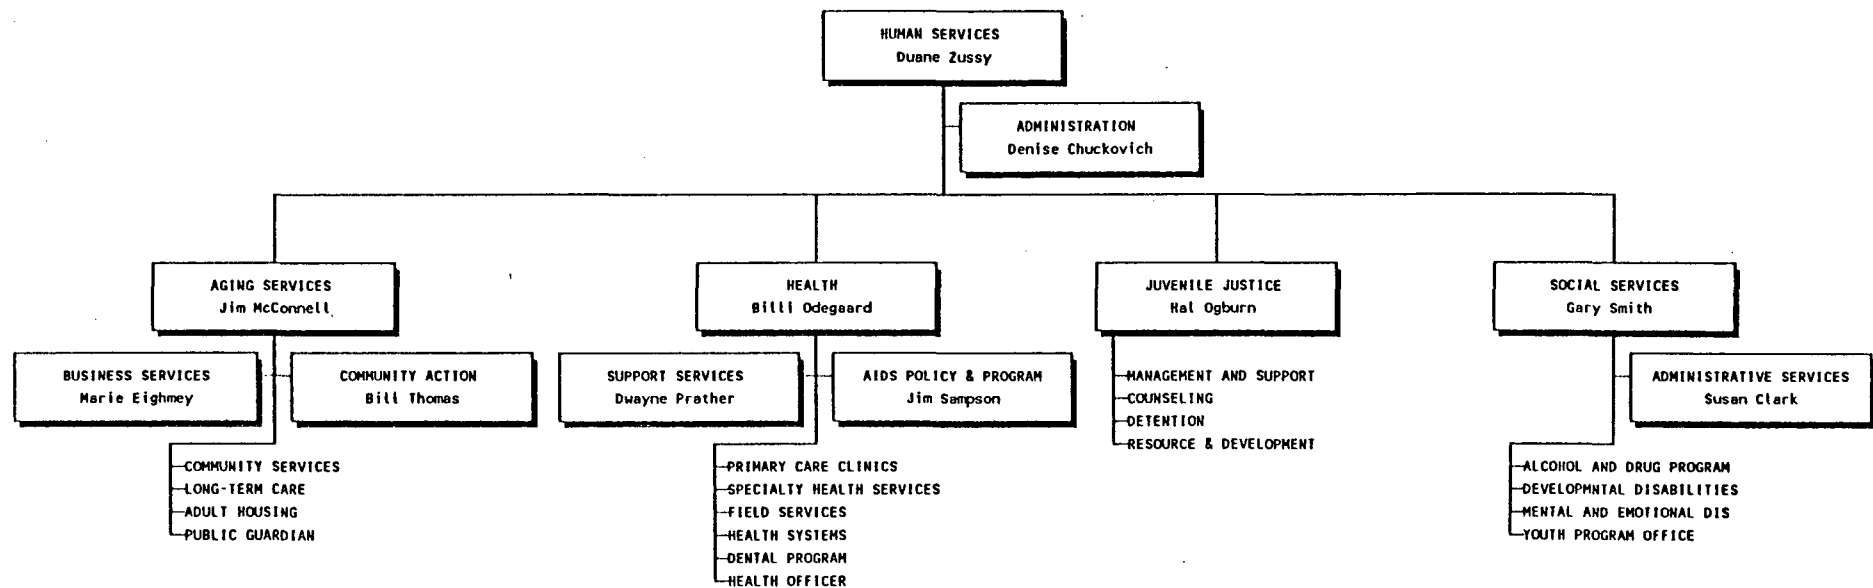 HUMAN SERVICES
Duane Zussy
ADMINISTRATION
Denise Chuckovich
AGING SERVICES
Jim McConnell
HEALTH
Billi Odegaard
JUVENILE JUSTICE
Hal Ogburn
SOCIAL SERVICES
Gary Smith
BUSINESS SERVICES
Marie Eighmey
COMMUNITY ACTION
Bill Thomas
SUPPORT SERVICES
Dwayne Prather
AIDS POLICY & PROGRAM
Jim Sampson
MANAGEMENT AND SUPPORT
COUNSELING
DETENTION
RESOURCE & DEVELOPMENT
ADMINISTRATIVE SERVICES
Susan Clark
COMMUNITY SERVICES
LONG-TERM CARE
ADULT HOUSING
PUBLIC GUARDIAN
PRIMARY CARE CLINICS
SPECIALTY HEALTH SERVICES
FIELD SERVICES
HEALTH SYSTEMS
DENTAL PROGRAM
HEALTH OFFICER
ALCOHOL AND DRUG PROGRAM
DEVELOPMNTAL DISABILITIES
MENTAL AND EMOTIONAL DIS
YOUTH PROGRAM OFFICE